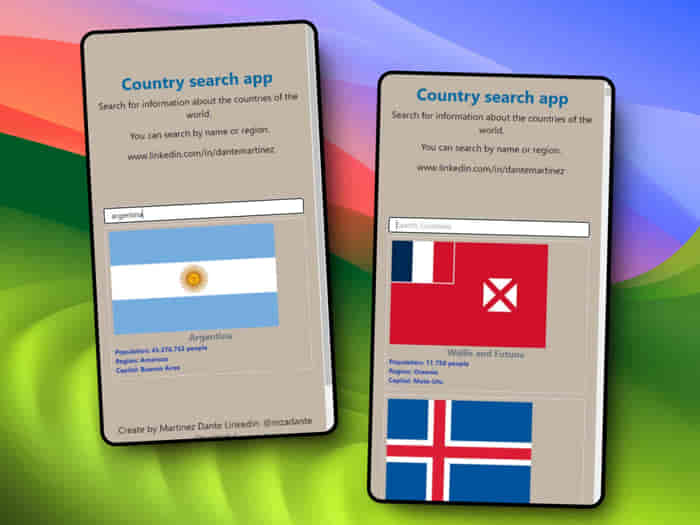 Country search app
Search for information about the countries of the
world.
You can search by name or region.
www.linkedin.com/in/dantemartinez
argentina
Argentina
Population: 45.376.763 people
Region: Americas
Capital: Buenos Aires
Create by Martinez Dante Linkedin: @mzadante
Country search app
Search for information about the countries of the
world.
You can search by name or region.
www.linkedin.com/in/dantemartinez
Search countries
Wallis and Futuna
Population: 11.750 people
Region: Oceania
Capital: Mata-Utu